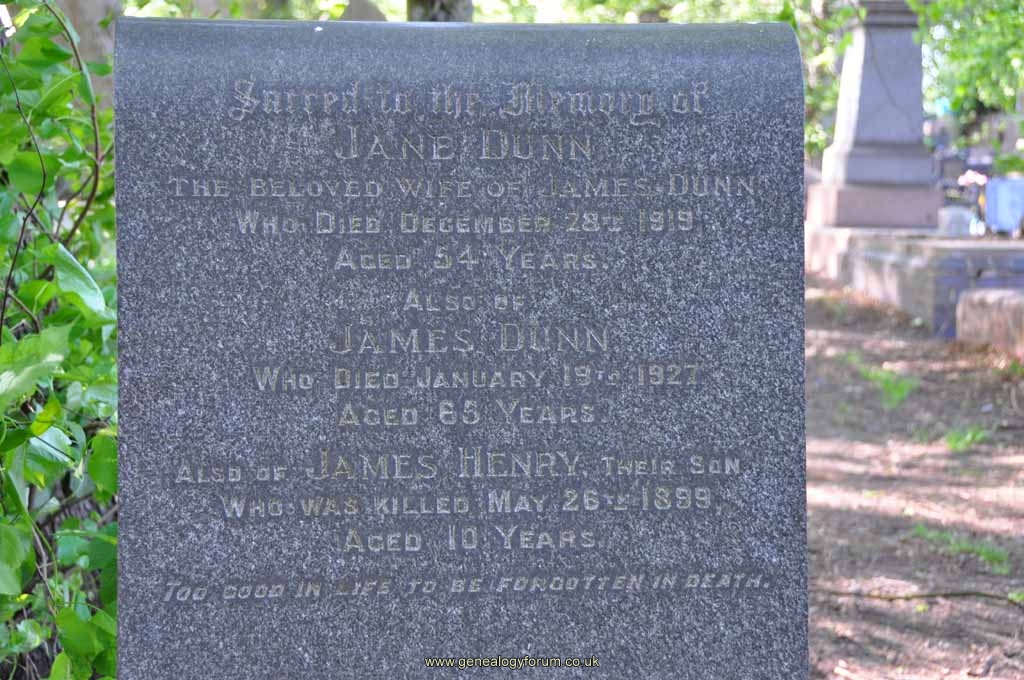 Sacred to the Memory of
JANE DUNN
THE BELOVED WIFE OF JAMES DUNN
WHO DIED DECEMBER 28TH 1919
AGED 54 YEARS.
ALSO OF
JAMES DUNN
WHO DIED JANUARY 19TH 1927
AGED 65 YEARS.
ALSO OF JAMES HENRY, THEIR SON,
WHO WAS KILLED MAY 26TH 1899,
AGED 10 YEARS.
TOO GOOD IN LIFE TO BE FORGOTTEN IN DEATH.
www.genealogyforum.co.uk